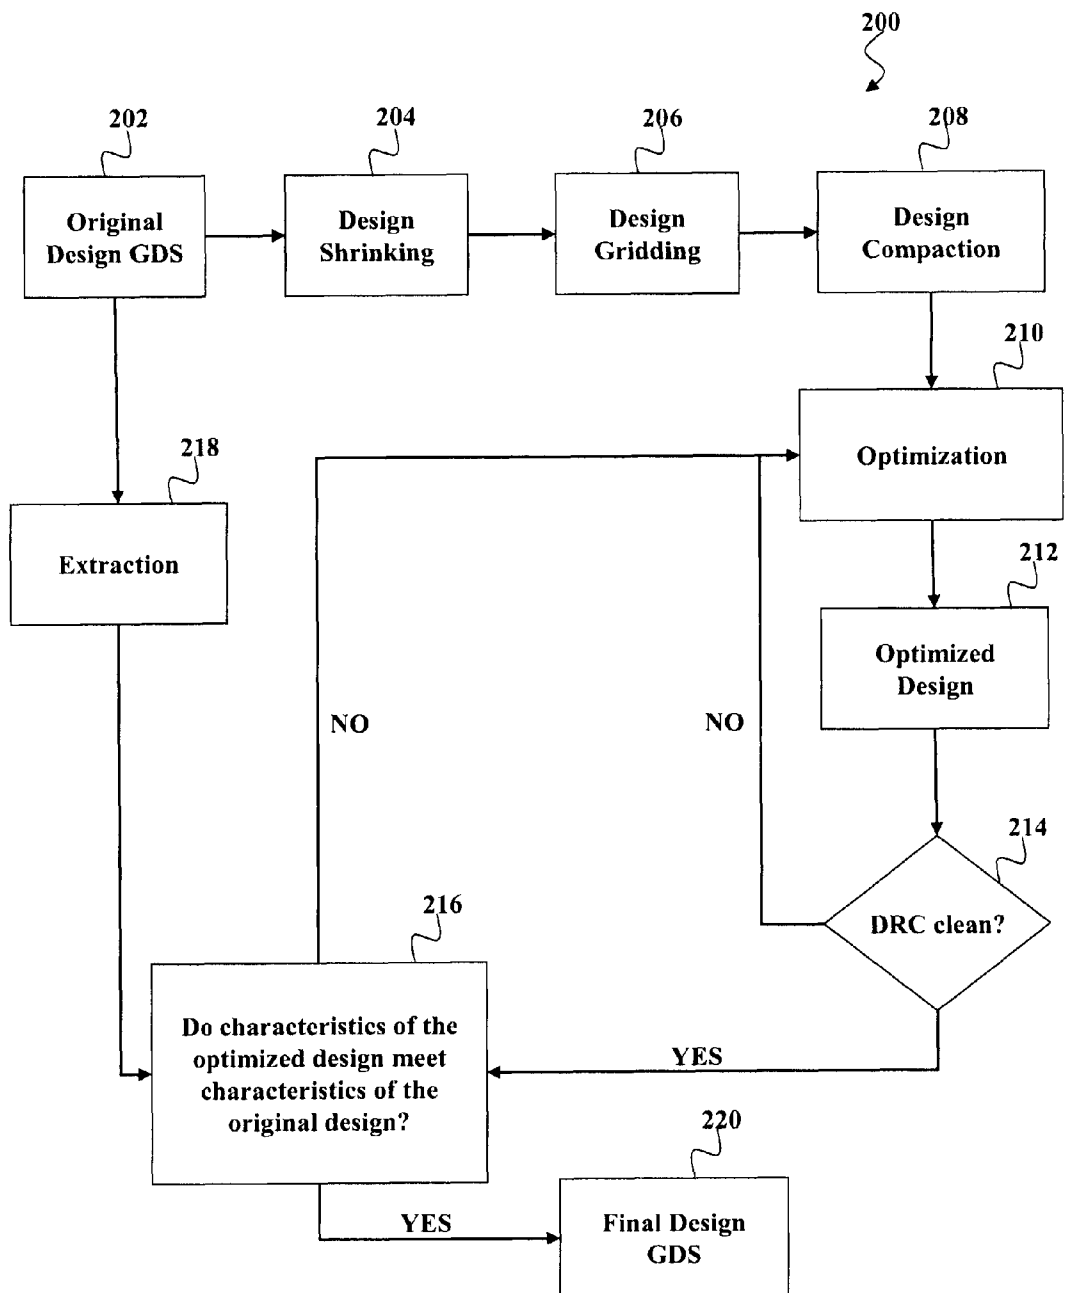 200
202
204
206
208
Original
Design GDS
Design
Shrinking
Design
Gridding
Design
Compaction
210
218
Optimization
Extraction
212
Optimized
Design
NO
NO
214
DRC clean?
216
Do characteristics of the
optimized design meet
characteristics of the
original design?
YES
220
YES
Final Design
GDS